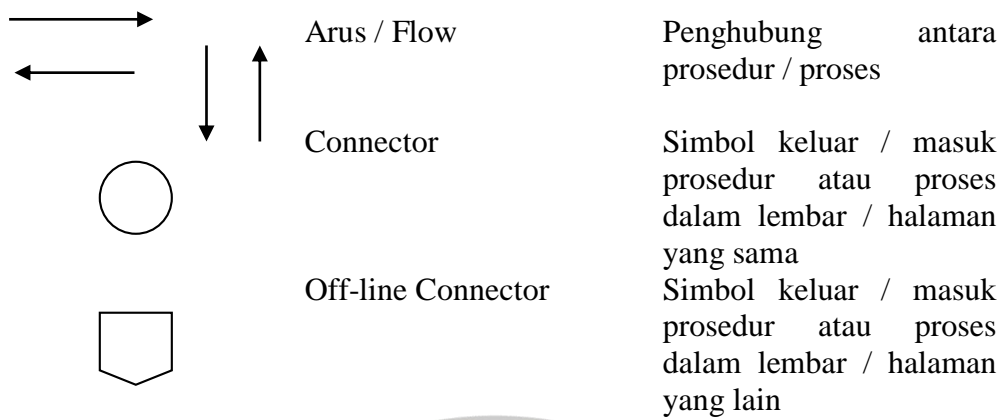 Arus / Flow
Penghubung antara
prosedur / proses
Connector
Simbol keluar / masuk
prosedur atau proses
dalam lembar / halaman
yang sama
Off-line Connector
Simbol keluar / masuk
prosedur atau proses
dalam lembar / halaman
yang lain